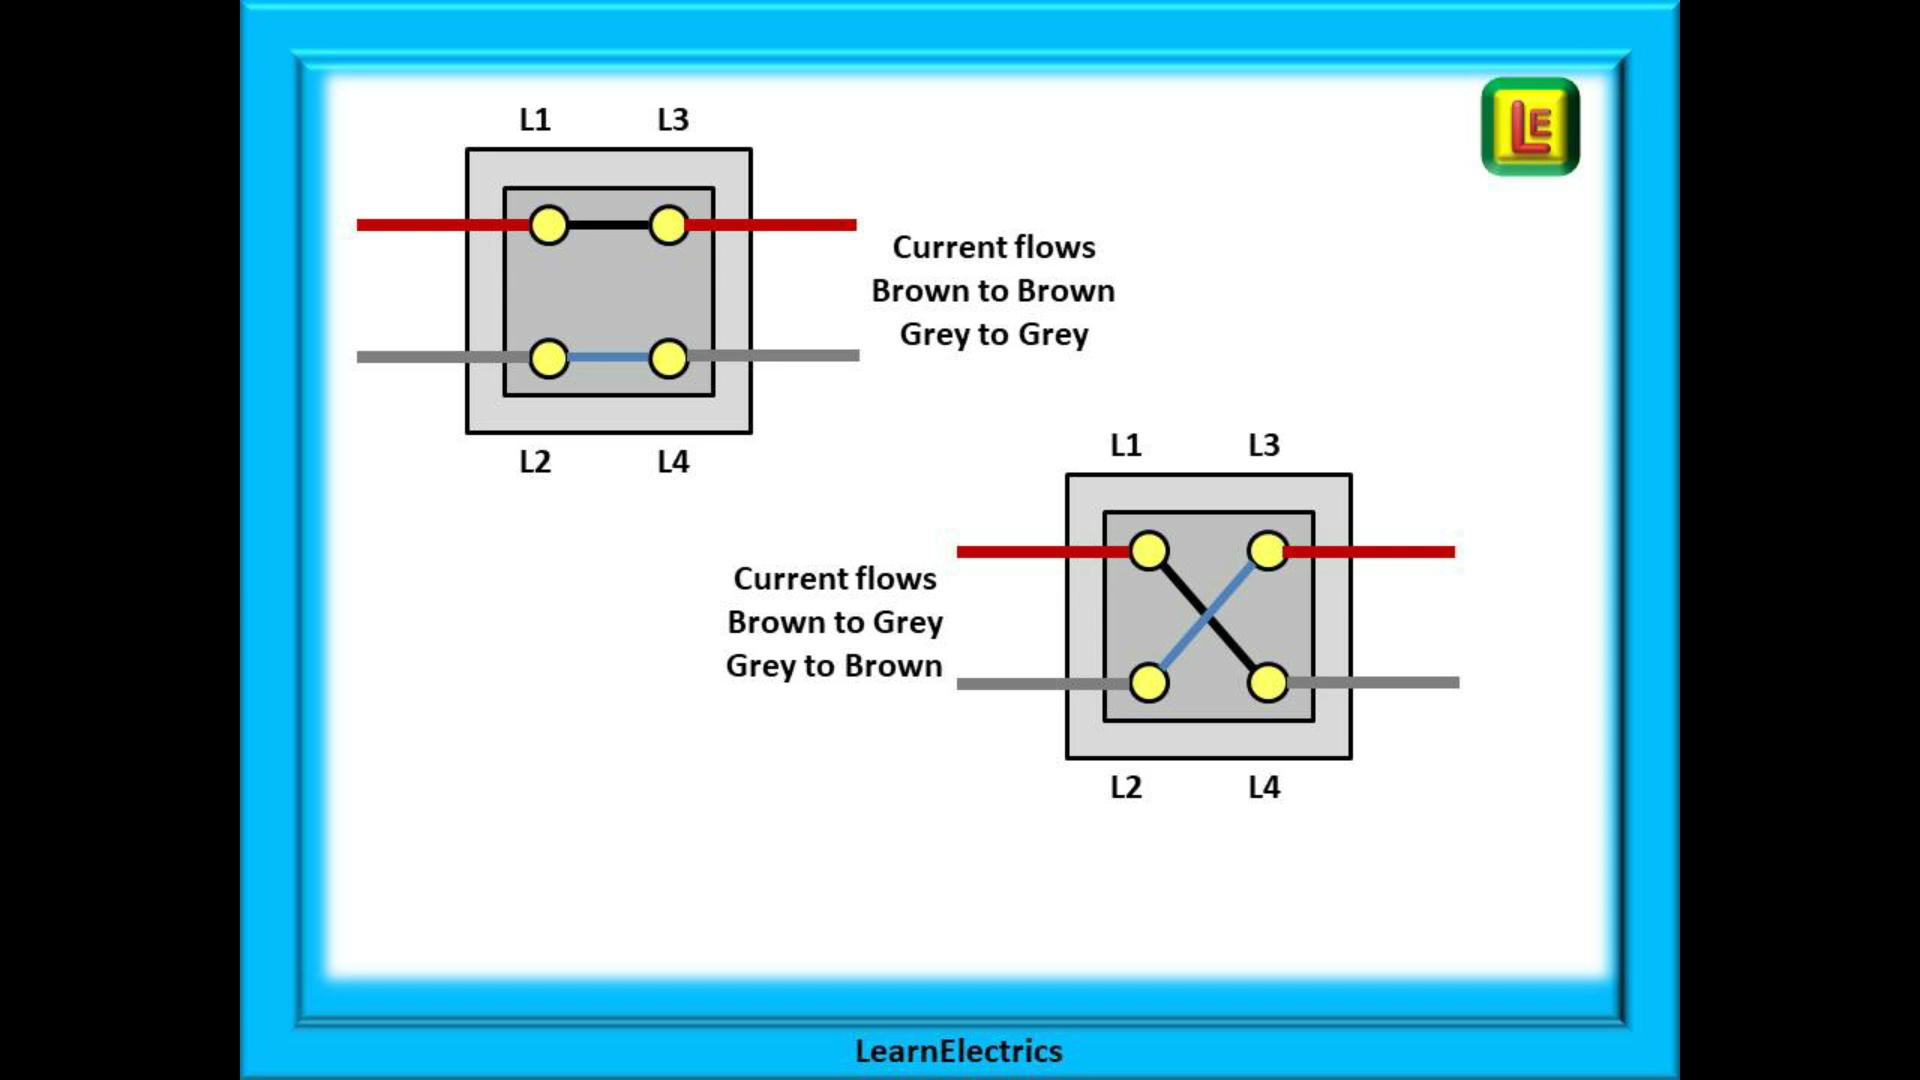 L1 L3
Current flows
Brown to Brown
Grey to Grey
L2 L4
LE
L1 L3
Current flows
Brown to Grey
Grey to Brown
L2 L4
LearnElectrics